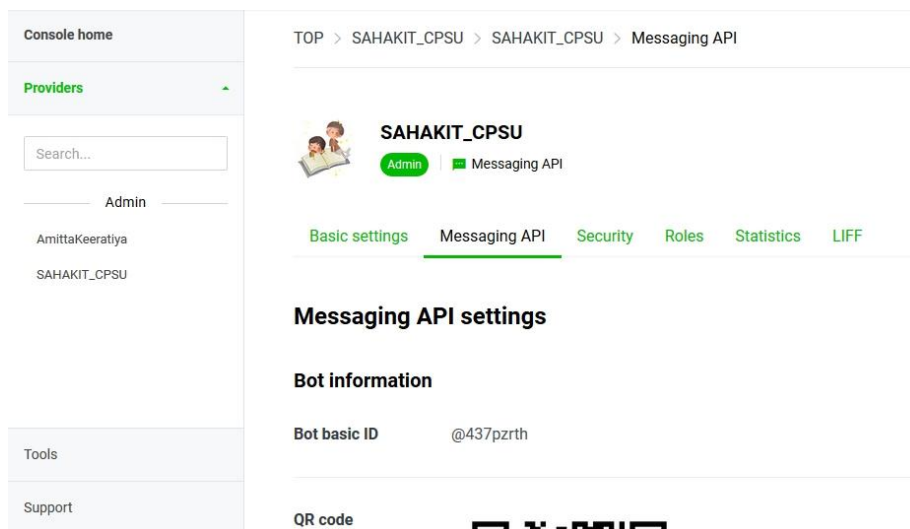 Console home
Providers
Search...
Admin
AmittaKeeratiya
SAHAKIT_CPSU
Tools
Support
TOP > SAHAKIT_CPSU > SAHAKIT_CPSU > Messaging API
SAHAKIT_CPSU
Admin Messaging API
Basic settings Messaging API Security Roles Statistics LIFF
Messaging API settings
Bot information
Bot basic ID @437pzrth
QR code